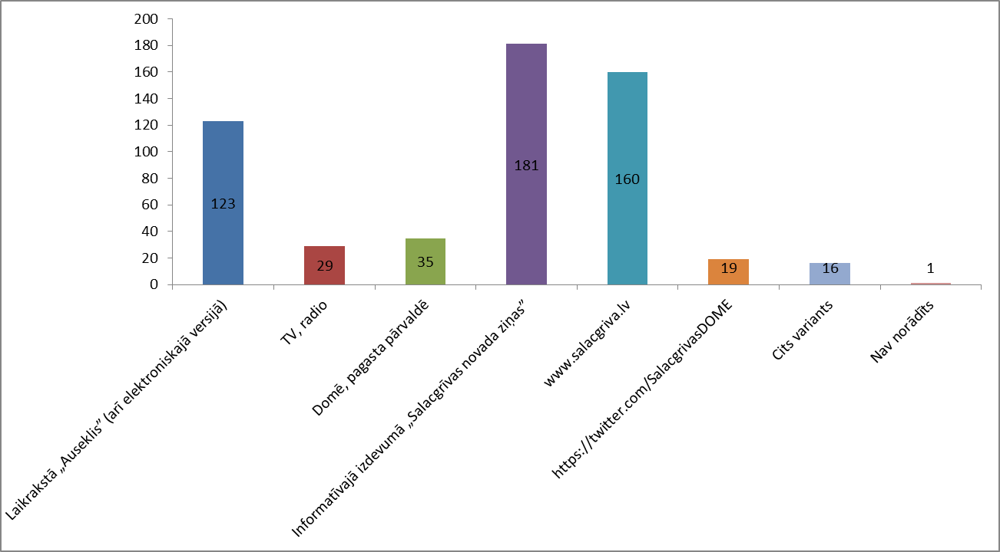 200
180
160
140
120
100
80
60
40
20
0
123
29
35
181
160
19
16
1
Laikrakstā „Auseklis” (arī elektroniskajā versijā)
TV, radio
Domē, pagasta pārvaldē
Informatīvajā izdevumā „Salacgrīvas novada ziņas”
www.salacgriva.lv
https://twitter.com/SalacgrivasDOME
Cits variants
Nav norādīts